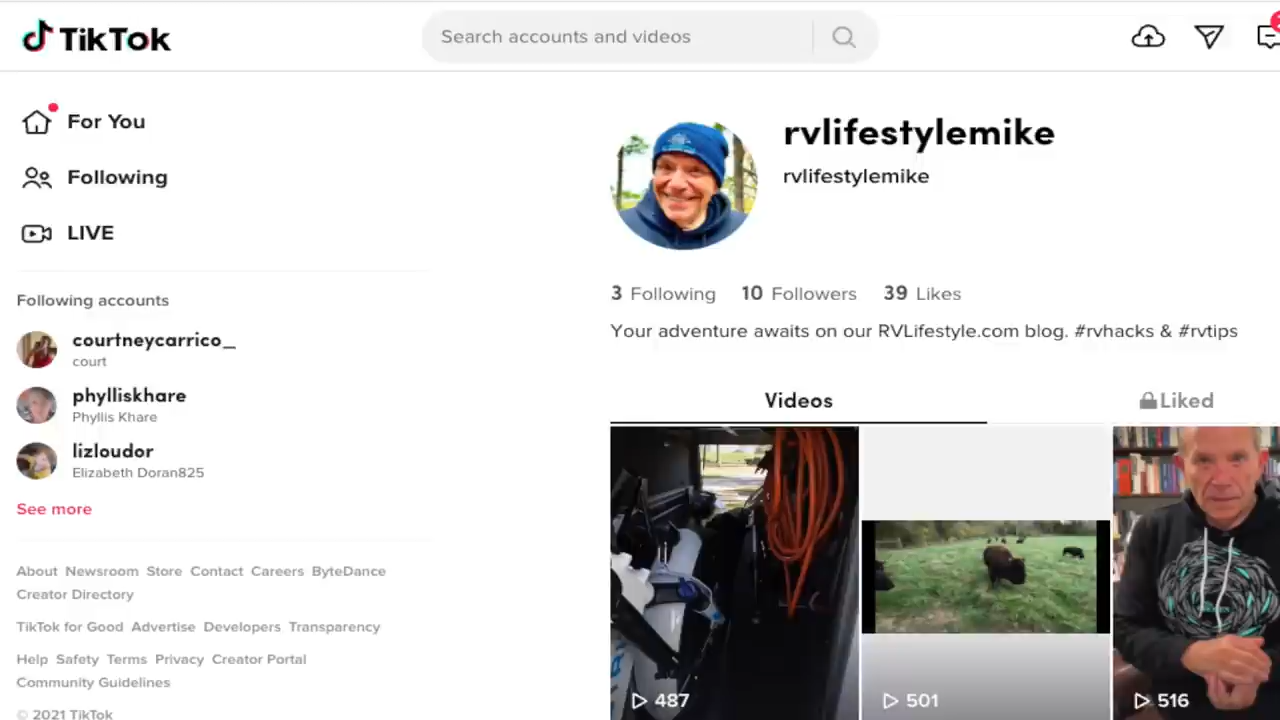 TikTok
Search accounts and videos
For You
Following
LIVE
Following accounts
courtneycarrico_
court
phylliskhare
Phyllis Khare
lizloudor
Elizabeth Doran825
See more
About Newsroom Store Contact Careers ByteDance
Creator Directory
TikTok for Good Advertise Developers Transparency
Help Safety Terms Privacy Creator Portal
Community Guidelines
© 2021 TikTok
rvlifestylemike
rvlifestylemike
3 Following 10 Followers 39 Likes
Your adventure awaits on our RVLifestyle.com blog. #rvhacks & #rvtips
Videos
Liked
487
501
516